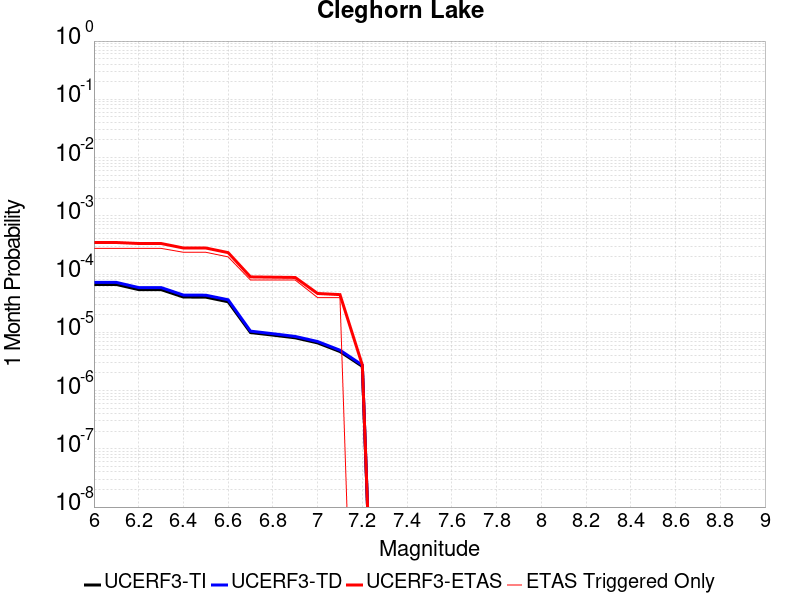 Cleghorn Lake
10^0
10^-1
10^-2
10^-3
10^-4
10^-5
10^-6
10^-7
10^-8
1 Month Probability
6 6.2 6.4 6.6 6.8 7 7.2 7.4 7.6 7.8 8 8.2 8.4 8.6 8.8 9
Magnitude
UCERF3-TI UCERF3-TD UCERF3-ETAS ETAS Triggered Only